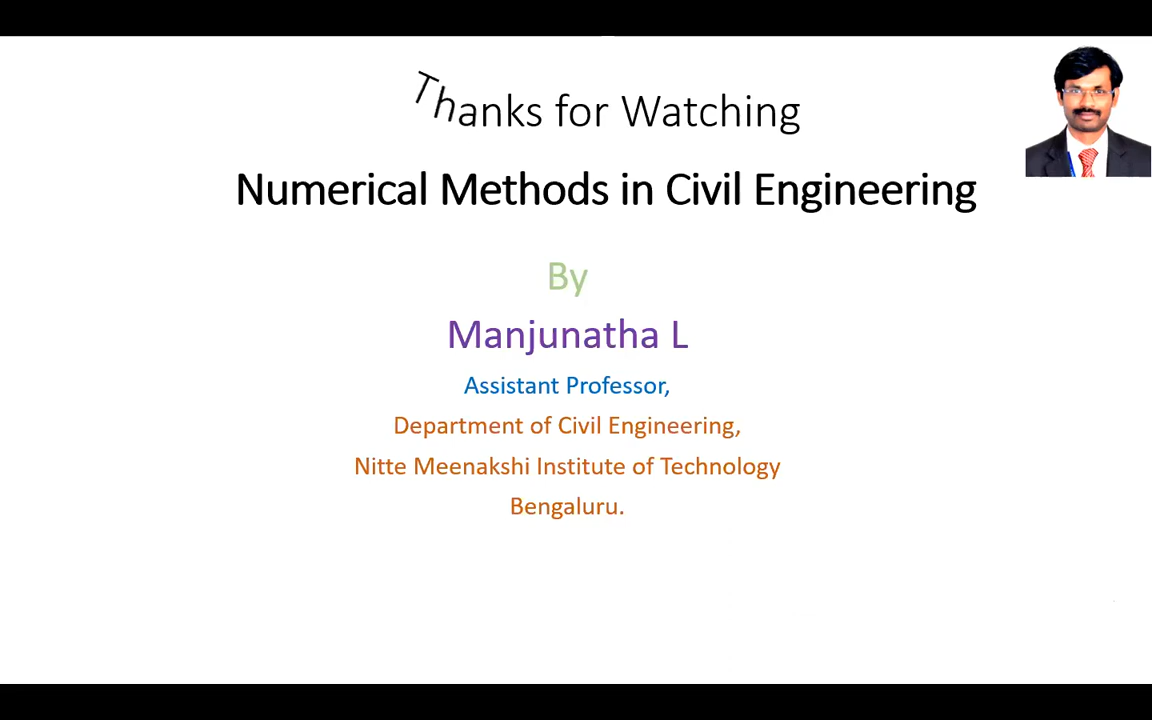 Thanks for Watching
Numerical Methods in Civil Engineering
By
Manjunatha L
Assistant Professor,
Department of Civil Engineering,
Nitte Meenakshi Institute of Technology
Bengaluru.